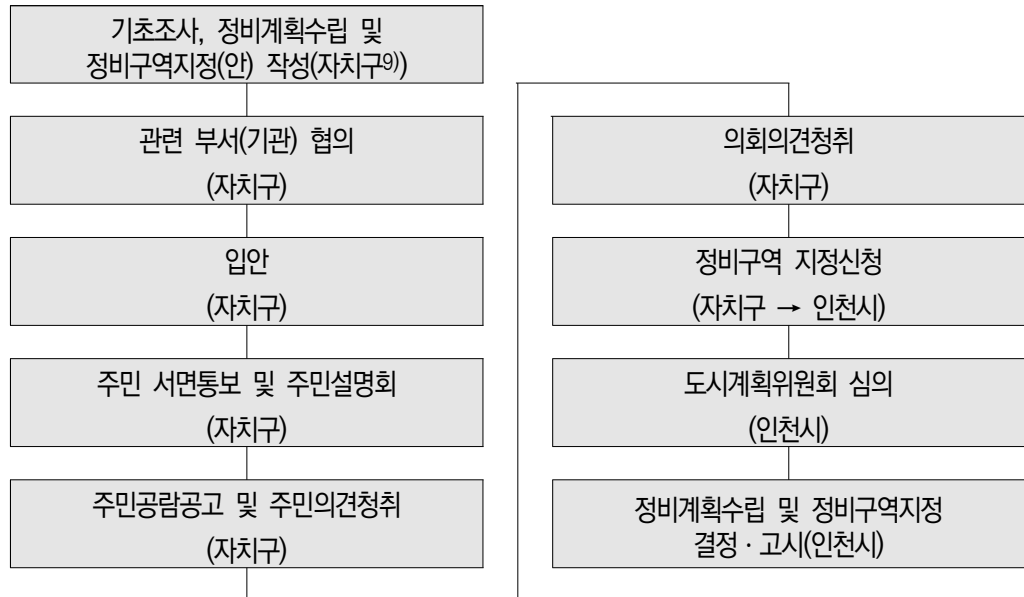 기초조사, 정비계획수립 및
정비구역지정(안) 작성(자치구9))
관련 부서(기관) 협의
(자치구)
입안
(자치구)
주민 서면통보 및 주민설명회
(자치구)
주민공람공고 및 주민의견청취
(자치구)
의회의견청취
(자치구)
정비구역 지정신청
(자치구 → 인천시)
도시계획위원회 심의
(인천시)
정비계획수립 및 정비구역지정
결정 · 고시(인천시)